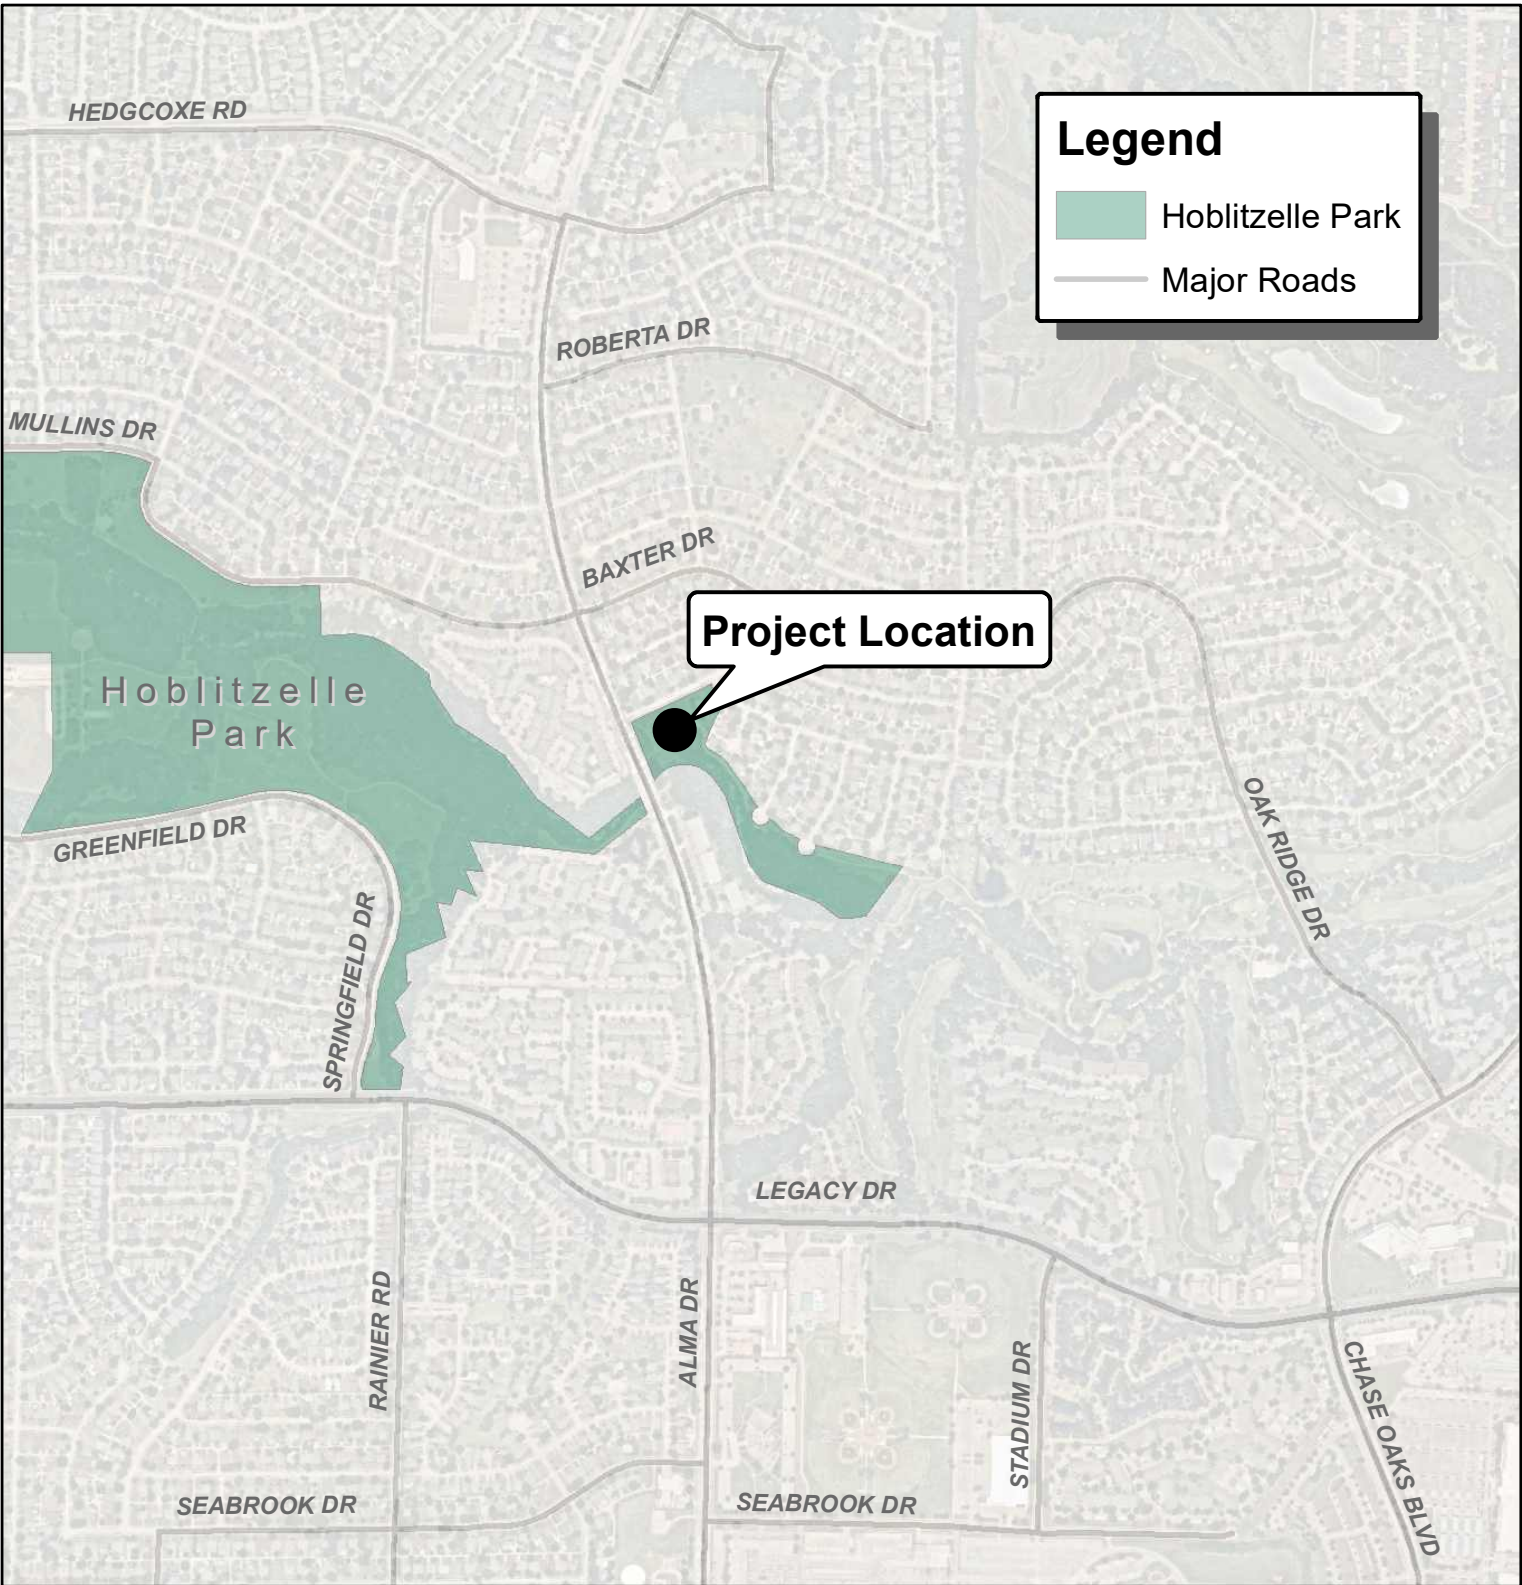 HEDGCOXE RD
Legend
Hoblitzelle Park
Major Roads
ROBERTA DR
MULLINS DR
BAXTER DR
Project Location
Hoblitzelle
Park
GREENFIELD DR
OAK RIDGE DR
SPRINGFIELD DR
LEGACY DR
RAINIER RD
ALMA DR
STADIUM DR
CHASE OAKS BLVD
SEABROOK DR
SEABROOK DR